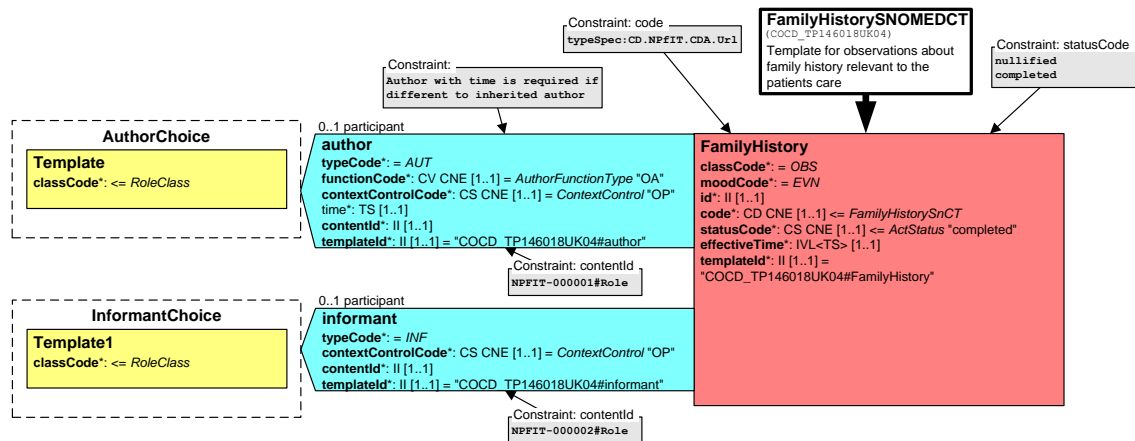 Constraint: code
typeSpec:CD.NPfIT.CDA.Url
FamilyHistorySNOMEDCT
(COCD_TP146018UK04)
Template for observations about
family history relevant to the
patients care
Constraint: statusCode
nullified
completed
Constraint:
Author with time is required if
different to inherited author
AuthorChoice
Template
classCode*: <= RoleClass
0..1 participant
author
typeCode*: = AUT
functionCode*: CV CNE [1..1] = AuthorFunctionType "OA"
contextControlCode*: CS CNE [1..1] = ContextControl "OP"
time*: TS [1..1]
contentId*: II [1..1]
templateId*: II [1..1] = "COCD_TP146018UK04#author"
Constraint: contentId
NPFIT-000001#Role
FamilyHistory
classCode*: = OBS
moodCode*: = EVN
id*: II [1..1]
code*: CD CNE [1..1] <= FamilyHistorySnCT
statusCode*: CS CNE [1..1] <= ActStatus "completed"
effectiveTime*: IVL<TS> [1..1]
templateId*: II [1..1] =
"COCD_TP146018UK04#FamilyHistory"
InformantChoice
Template1
classCode*: <= RoleClass
0..1 participant
informant
typeCode*: = INF
contextControlCode*: CS CNE [1..1] = ContextControl "OP"
contentId*: II [1..1]
templateId*: II [1..1] = "COCD_TP146018UK04#informant"
Constraint: contentId
NPFIT-000002#Role